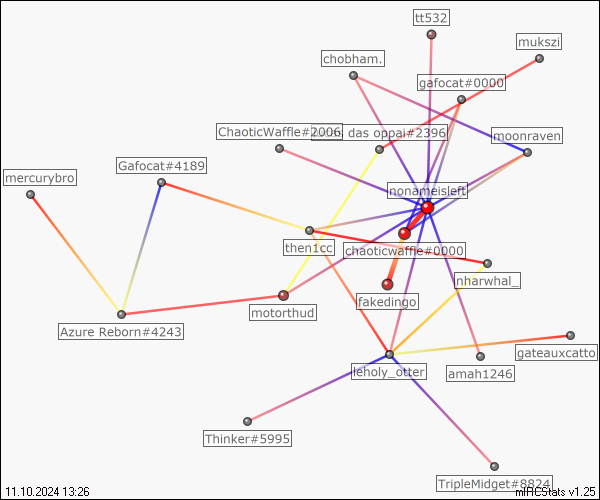 tt532
mukszi
chobham.
gafocat#0000
ChaoticWaffle#2006
das oppai#2396
moonraven
Gafocat#4189
mercurybro
nonameisleft
then1cc
chaoticwaffle#0000
nharwhal_
fakedingo
motorthud
Azure Reborn#4243
gateauxcatto
leholy_otter
amah1246
Thinker#5995
TripleMidget#8824
11.10.2024 13:26
mIRCStats v1.25